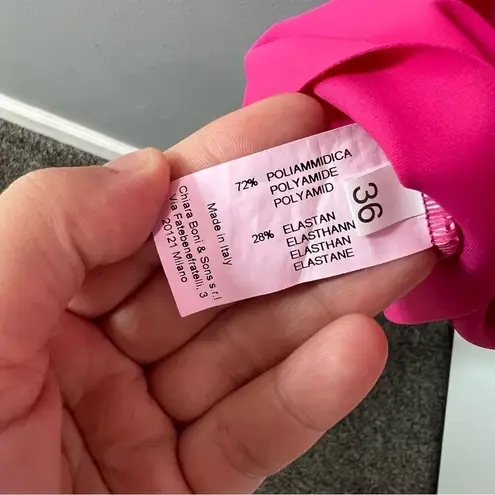 72% POLIAMMIDICA
POLYAMIDE
POLYAMID
28% ELASTAN
ELASTHANN
ELASTHAN
ELASTANE
36
Made in Italy
Chiara Boni & Sons s.r.l
Via Fatebenefratelli, 3
20121 Milano